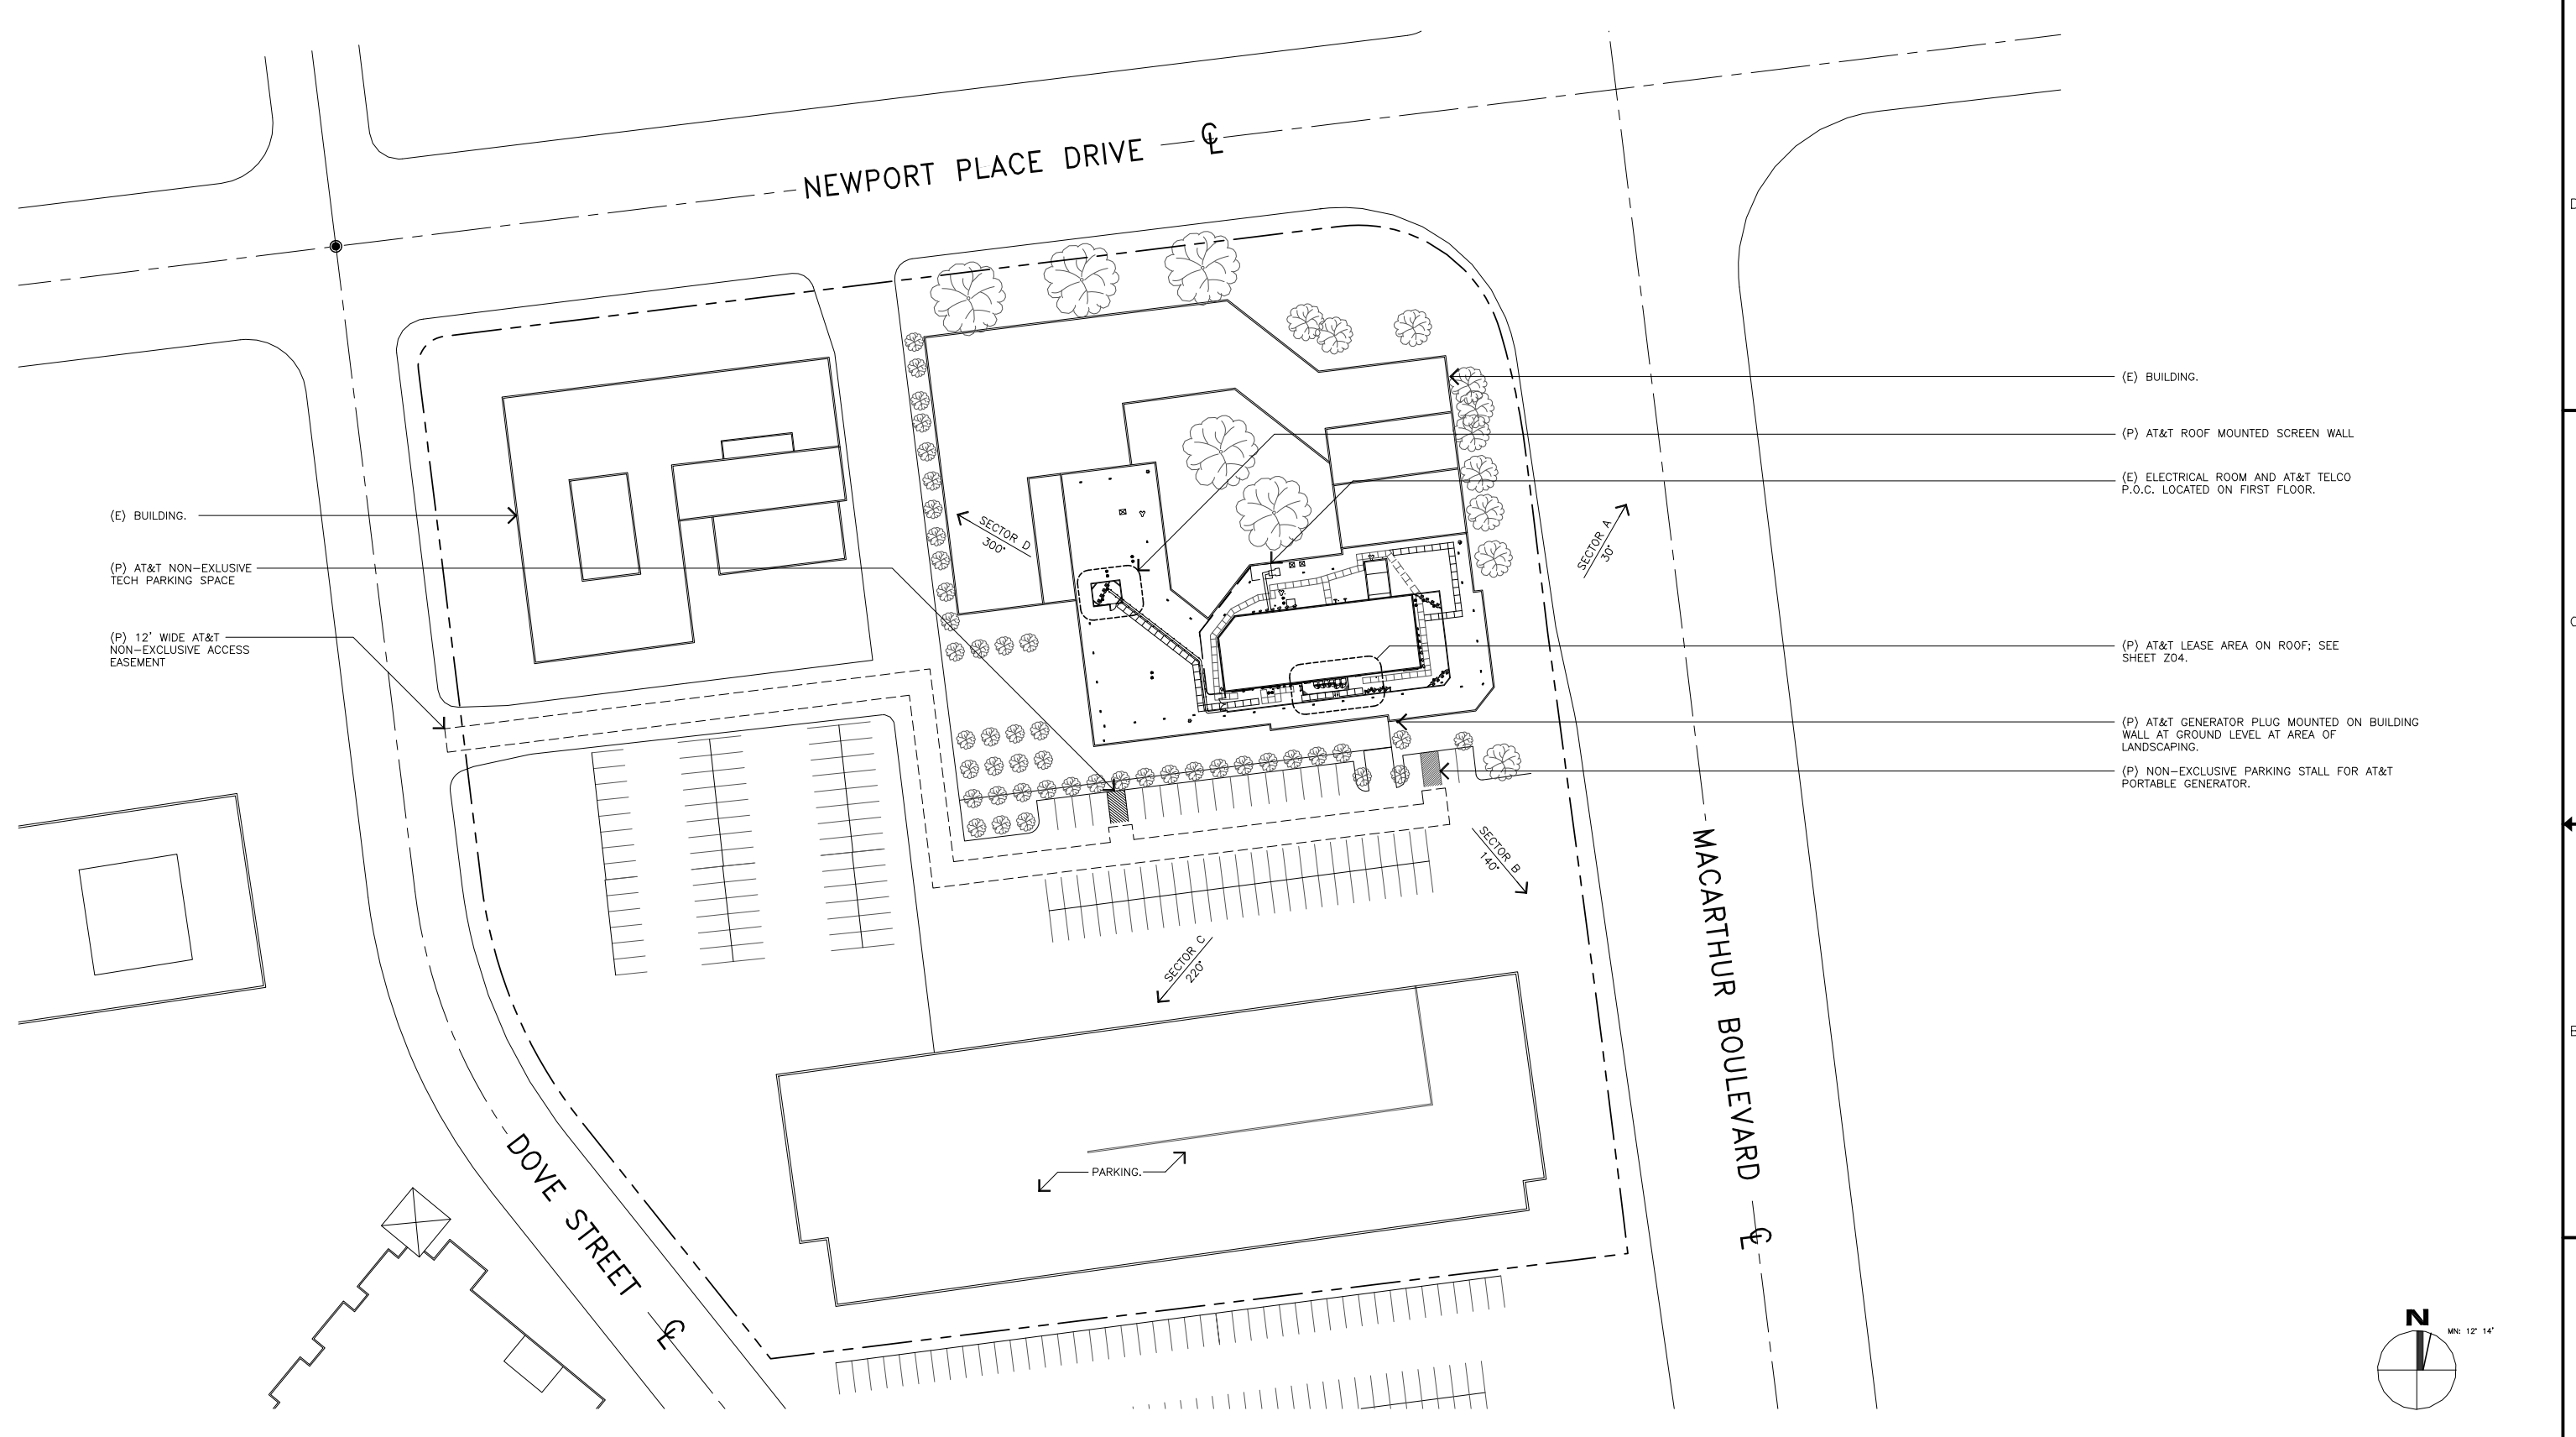 NEWPORT PLACE DRIVE
(E) BUILDING.
(P) AT&T ROOF MOUNTED SCREEN WALL
(E) ELECTRICAL ROOM AND AT&T TELCO
P.O.C. LOCATED ON FIRST FLOOR.
(E) BUILDING.
SECTOR D
300°
SECTOR A
30°
(P) AT&T NON-EXLUSIVE
TECH PARKING SPACE
(P) 12' WIDE AT&T
NON-EXCLUSIVE ACCESS
EASEMENT
(P) AT&T LEASE AREA ON ROOF; SEE
SHEET Z04.
(P) AT&T GENERATOR PLUG MOUNTED ON BUILDING
WALL AT GROUND LEVEL AT AREA OF
LANDSCAPING.
(P) NON-EXCLUSIVE PARKING STALL FOR AT&T
PORTABLE GENERATOR.
SECTOR B
140°
SECTOR C
220°
MACARTHUR BOULEVARD
PARKING.
DOVE STREET
N
MN: 12° 14'